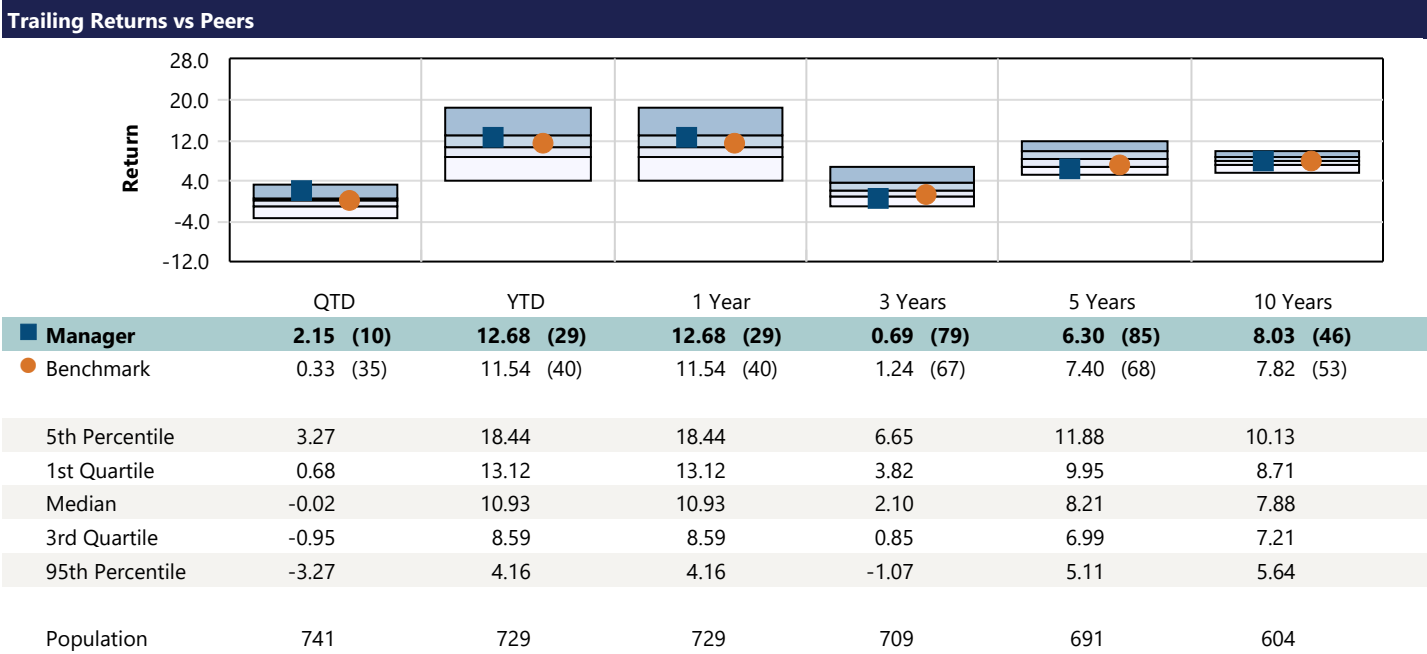 Trailing Returns vs Peers
28.0
20.0
12.0
4.0
-4.0
-12.0
Return
QTD YTD 1 Year 3 Years 5 Years 10 Years
Manager 2.15 (10) 12.68 (29) 12.68 (29) 0.69 (79) 6.30 (85) 8.03 (46)
Benchmark 0.33 (35) 11.54 (40) 11.54 (40) 1.24 (67) 7.40 (68) 7.82 (53)
5th Percentile 3.27 18.44 18.44 6.65 11.88 10.13
1st Quartile 0.68 13.12 13.12 3.82 9.95 8.71
Median -0.02 10.93 10.93 2.10 8.21 7.88
3rd Quartile -0.95 8.59 8.59 0.85 6.99 7.21
95th Percentile -3.27 4.16 4.16 -1.07 5.11 5.64
Population 741 729 729 709 691 604